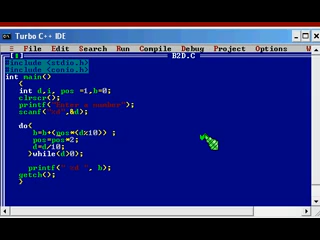 Turbo C++ IDE
≡ File Edit Search Run Compile Debug Project Options W
B2D.C
#include <stdio.h>
#include <conio.h>
int main()
{
int d,i, pos =1,h=0;
clrscr();
printf("Enter a number");
scanf("%d",&d);
do{
h=h+(pos*(d%10)) ;
pos=pos*2;
d=d/10;
}while(d>0);
printf(" %d ", h);
getch();
}